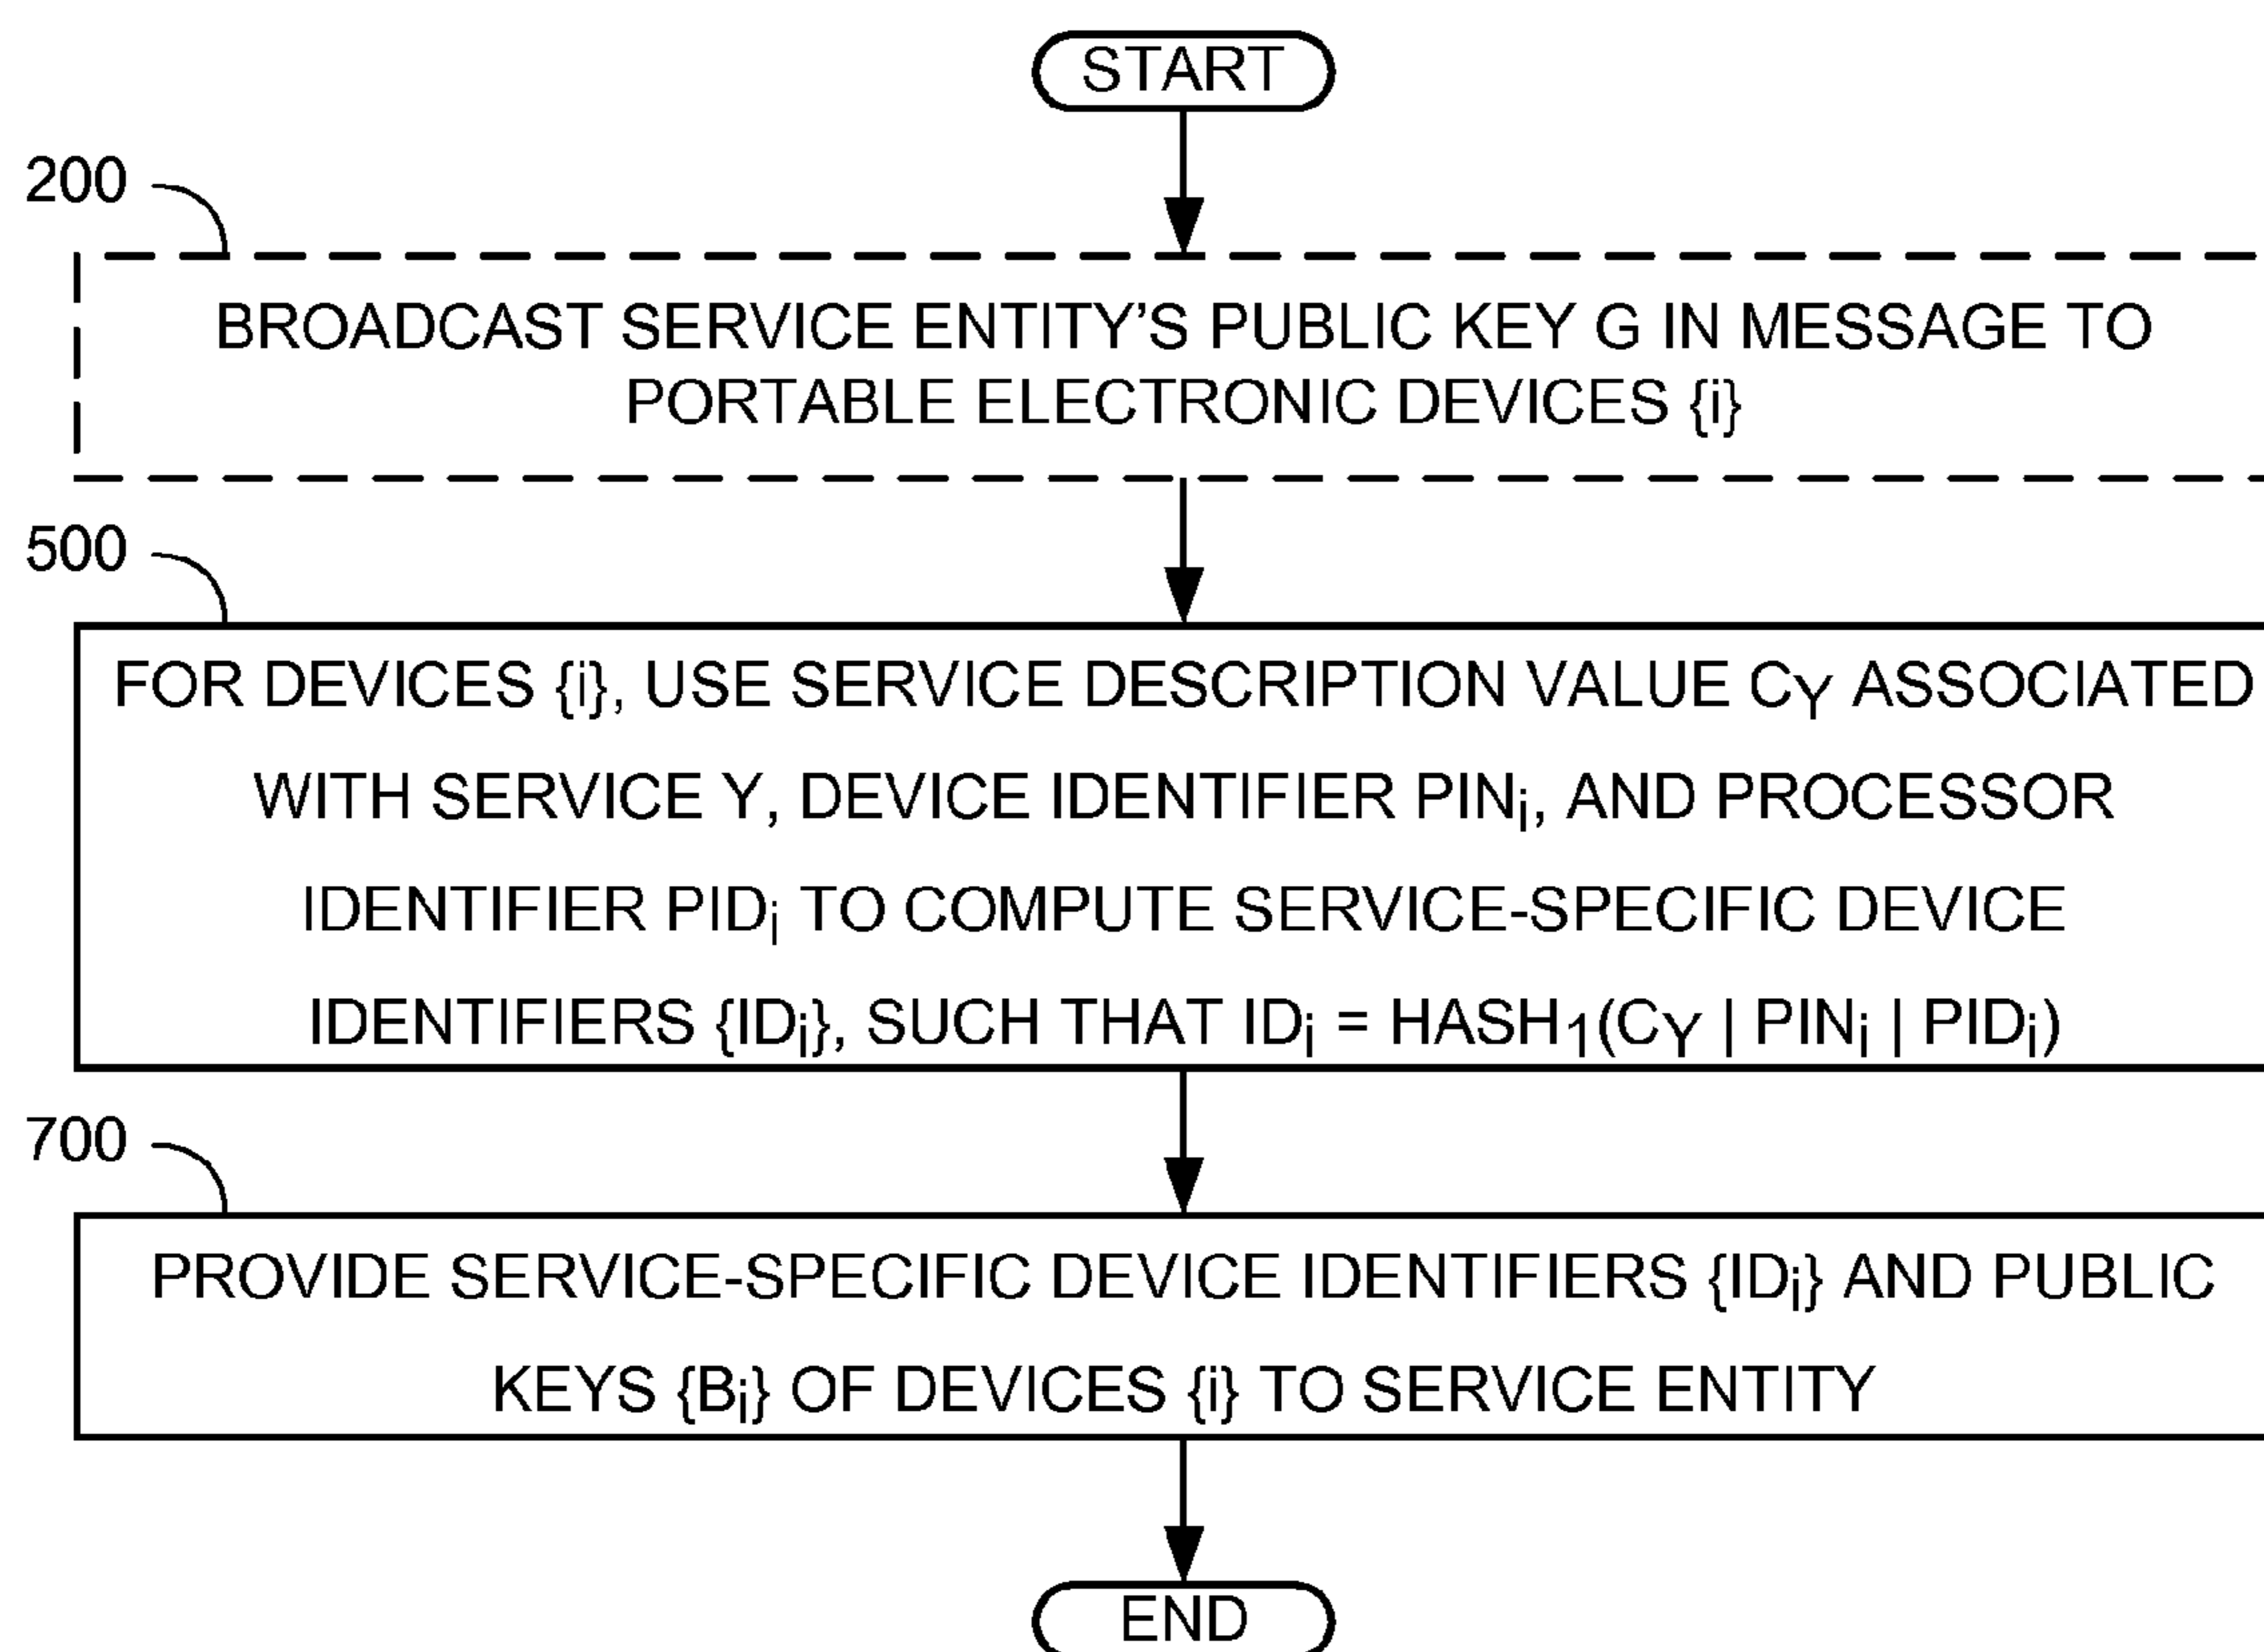 START
200
BROADCAST SERVICE ENTITY'S PUBLIC KEY G IN MESSAGE TO
PORTABLE ELECTRONIC DEVICES {i}
500
FOR DEVICES {i}, USE SERVICE DESCRIPTION VALUE CY ASSOCIATED
WITH SERVICE Y, DEVICE IDENTIFIER PINi, AND PROCESSOR
IDENTIFIER PIDi TO COMPUTE SERVICE-SPECIFIC DEVICE
IDENTIFIERS {IDi}, SUCH THAT IDi = HASH1(CY | PINi | PIDi)
700
PROVIDE SERVICE-SPECIFIC DEVICE IDENTIFIERS {IDi} AND PUBLIC
KEYS {Bi} OF DEVICES {i} TO SERVICE ENTITY
END